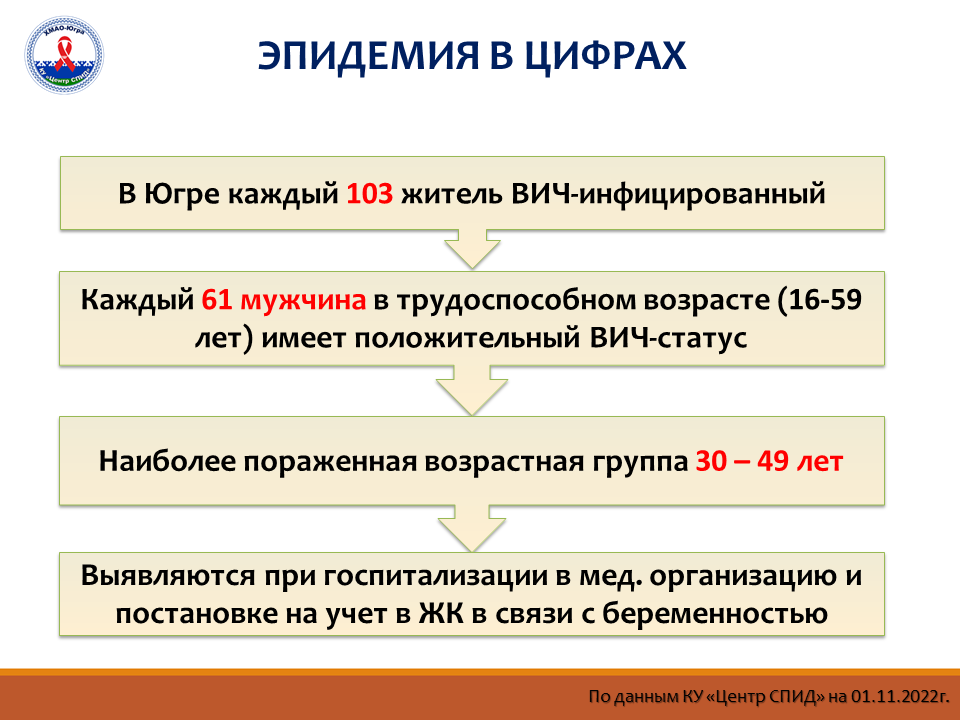 ХМАО-Югра
КУ «Центр СПИД»
ЭПИДЕМИЯ В ЦИФРАХ
В Югре каждый 103 житель ВИЧ-инфицированный
Каждый 61 мужчина в трудоспособном возрасте (16-59
лет) имеет положительный ВИЧ-статус
Наиболее пораженная возрастная группа 30 – 49 лет
Выявляются при госпитализации в мед. организацию и
постановке на учет в ЖК в связи с беременностью
По данным КУ «Центр СПИД» на 01.11.2022г.